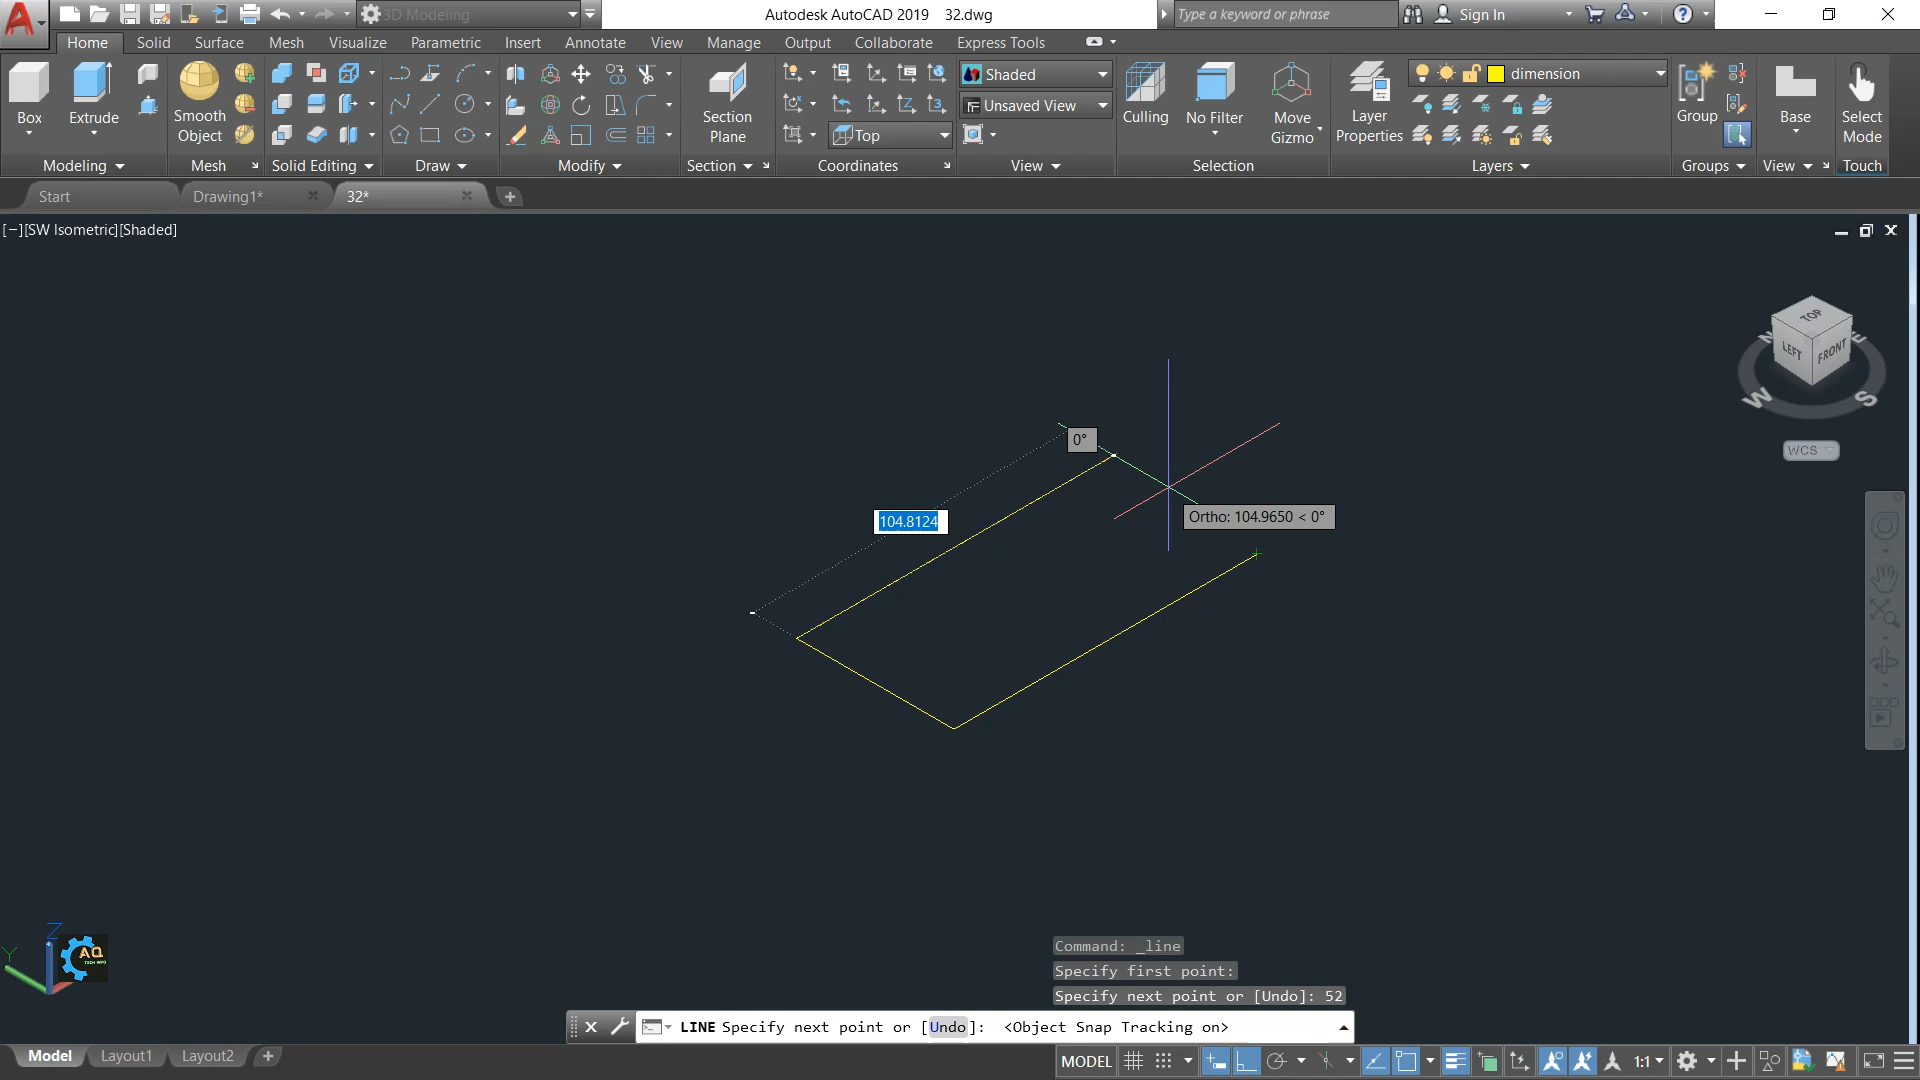 3D Modeling
Autodesk AutoCAD 2019 32.dwg
Type a keyword or phrase
Sign In
Home Solid Surface Mesh Visualize Parametric Insert Annotate View Manage Output Collaborate Express Tools
Box
Extrude
Smooth
Object
Section
Plane
Top
Shaded
Unsaved View
Culling
No Filter
Move
Gizmo
Layer
Properties
dimension
Group
Base
Select
Mode
Modeling Mesh Solid Editing Draw Modify Section Coordinates View Selection Layers Groups View Touch
Start Drawing1* 32*
[−][SW Isometric][Shaded]
TOP
LEFT FRONT
N E
W S
WCS
0°
104.8124
Ortho: 104.9650 < 0°
Z
Y
AQ
TECH INFO
Command: _line
Specify first point:
Specify next point or [Undo]: 52
LINE Specify next point or [Undo]: <Object Snap Tracking on>
Model Layout1 Layout2
MODEL
1:1